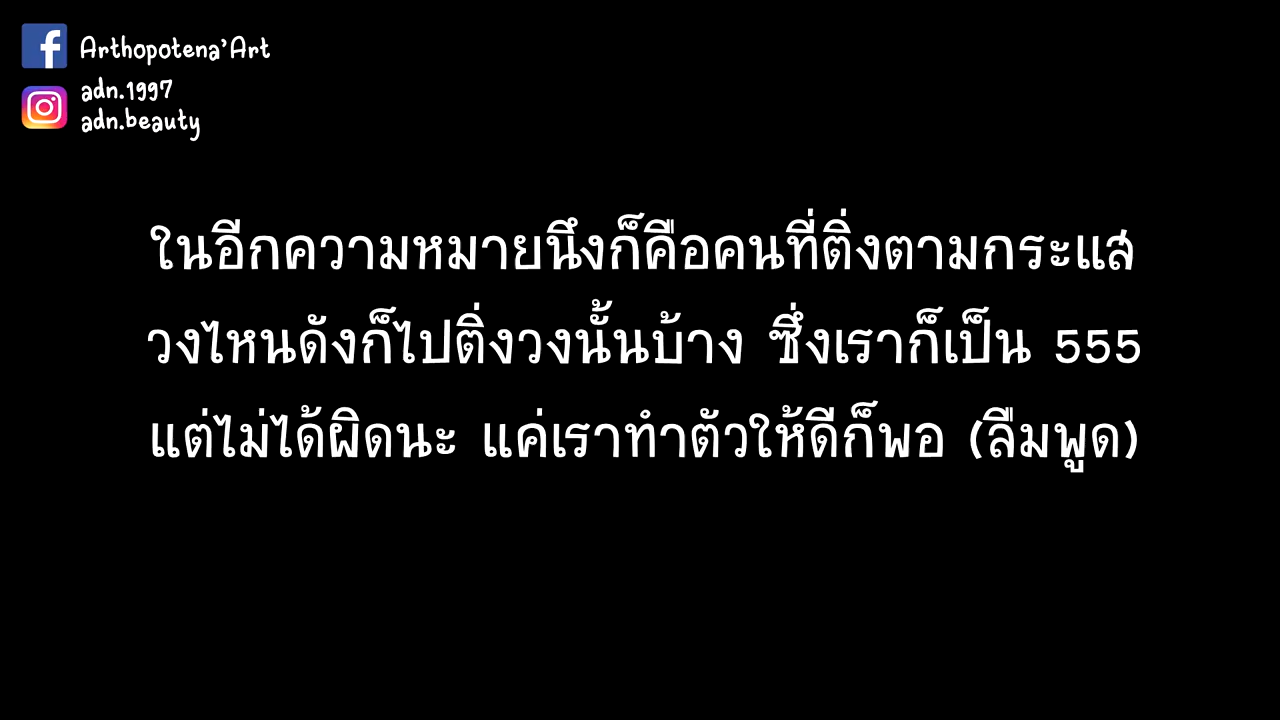 Arthopotena'Art
adn.1997
adn.beauty
ในอีกความหมายนึงก็คือคนที่ติ่งตามกระแส
วงไหนดังก็ไปติ่งวงนั้นบ้าง ซึ่งเราก็เป็น 555
แต่ไม่ได้ผิดนะ แค่เราทำตัวให้ดีก็พอ (ลืมพูด)